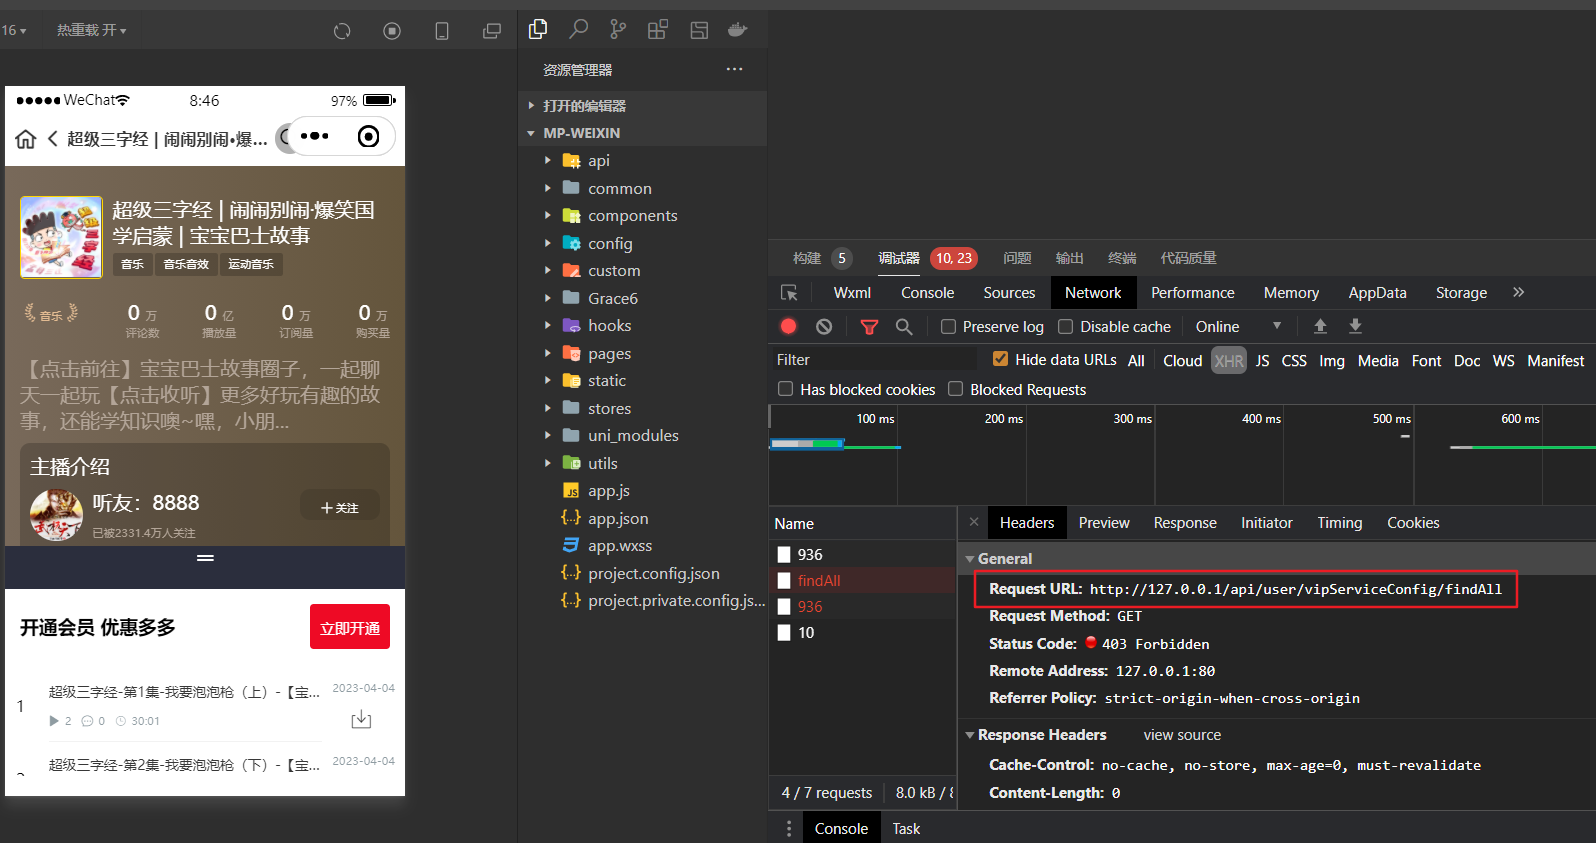 16
热重载 开
WeChat
8:46
97%
超级三字经 | 闹闹别闹•爆...
超级三字经 | 闹闹别闹·爆笑国
学启蒙 | 宝宝巴士故事
音乐 音乐音效 运动音乐
音乐
0 万
评论数
0 亿
播放量
0 万
订阅量
0 万
购买量
【点击前往】宝宝巴士故事圈子，一起聊
天一起玩【点击收听】更多好玩有趣的故
事，还能学知识噢~嘿，小朋...
主播介绍
听友：8888
已被2331.4万人关注
＋关注
开通会员 优惠多多
立即开通
1
超级三字经-第1集-我要泡泡枪（上）-【宝...
2023-04-04
2 0 30:01
超级三字经-第2集-我要泡泡枪（下）-【宝...
2023-04-04
资源管理器
打开的编辑器
MP-WEIXIN
api
common
components
config
custom
Grace6
hooks
pages
static
stores
uni_modules
utils
app.js
app.json
app.wxss
project.config.json
project.private.config.js...
构建 5 调试器 10, 23 问题 输出 终端 代码质量
Wxml Console Sources Network Performance Memory AppData Storage »
Preserve log Disable cache Online
Filter Hide data URLs All Cloud XHR JS CSS Img Media Font Doc WS Manifest
Has blocked cookies Blocked Requests
100 ms 200 ms 300 ms 400 ms 500 ms 600 ms
Name
936
findAll
936
10
4 / 7 requests 8.0 kB /
× Headers Preview Response Initiator Timing Cookies
General
Request URL: http://127.0.0.1/api/user/vipServiceConfig/findAll
Request Method: GET
Status Code: 403 Forbidden
Remote Address: 127.0.0.1:80
Referrer Policy: strict-origin-when-cross-origin
Response Headers view source
Cache-Control: no-cache, no-store, max-age=0, must-revalidate
Content-Length: 0
Console Task